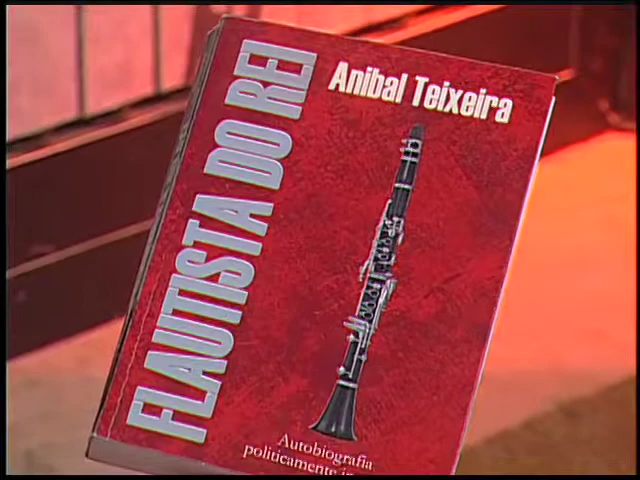 Anibal Teixeira
FLAUTISTA DO REI
Autobiografia
politicamente